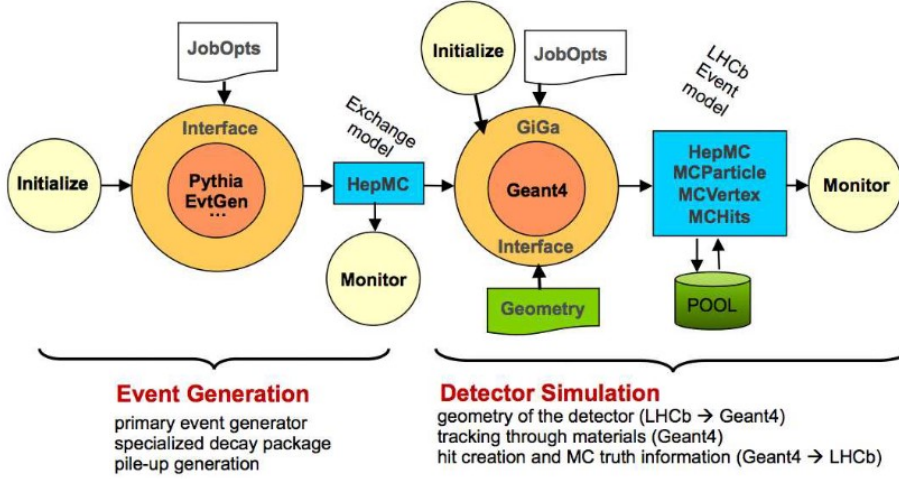 JobOpts
Interface
Initialize
Pythia
EvtGen
...
Exchange
model
HepMC
Monitor
Initialize
JobOpts
GiGa
Geant4
Interface
Geometry
LHCb
Event
model
HepMC
MCParticle
MCVertex
MCHits
Monitor
POOL
Event Generation
primary event generator
specialized decay package
pile-up generation
Detector Simulation
geometry of the detector (LHCb → Geant4)
tracking through materials (Geant4)
hit creation and MC truth information (Geant4 → LHCb)